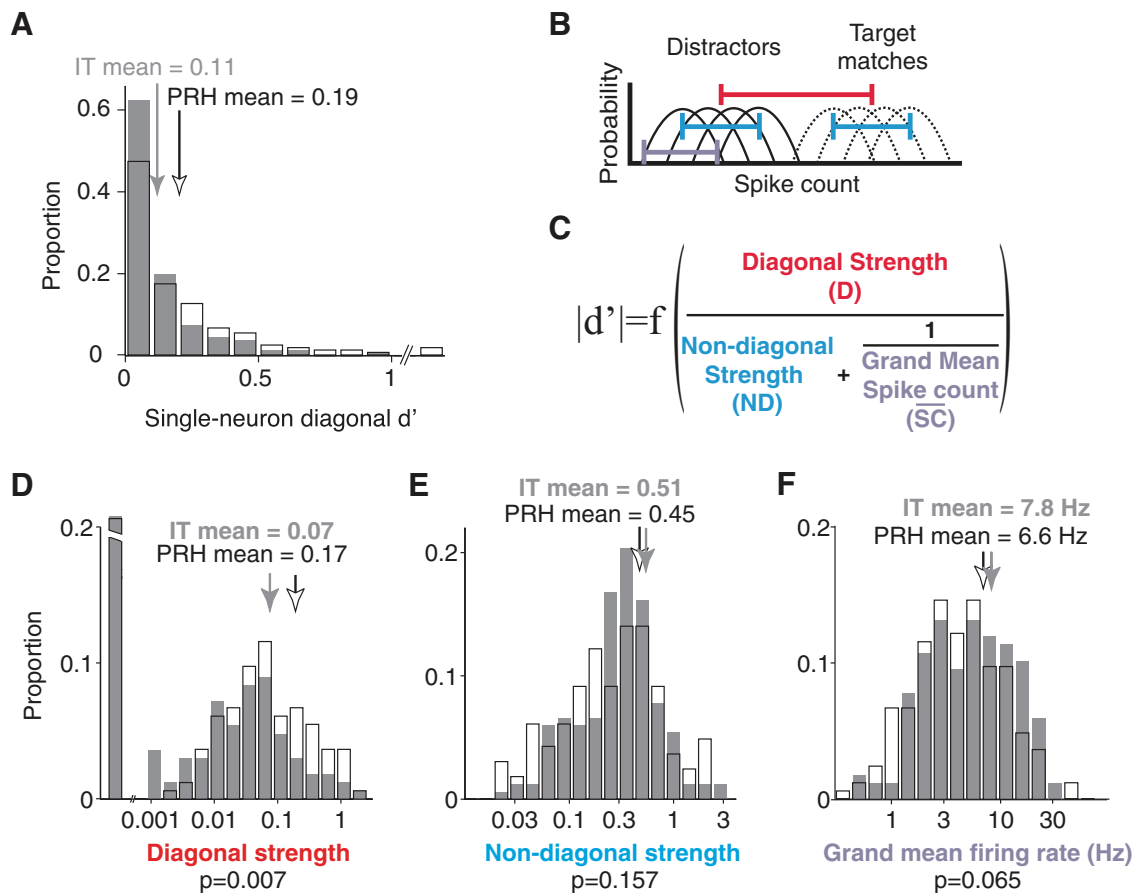 A
IT mean = 0.11
PRH mean = 0.19
0.6
0.4
0.2
0
Proportion
0
0.5
1
Single-neuron diagonal d’
B
Distractors
Target
matches
Probability
Spike count
C
|d’|=f
Diagonal Strength
(D)
Non-diagonal
Strength
(ND)
+
1
Grand Mean
Spike count
(SC)
D
IT mean = 0.07
PRH mean = 0.17
0.2
0.1
0
Proportion
0.001
0.01
0.1
1
Diagonal strength
p=0.007
E
IT mean = 0.51
PRH mean = 0.45
0.2
0.1
0
0.03
0.1
0.3
1
3
Non-diagonal strength
p=0.157
F
IT mean = 7.8 Hz
PRH mean = 6.6 Hz
0.2
0.1
0
1
3
10
30
Grand mean firing rate (Hz)
p=0.065